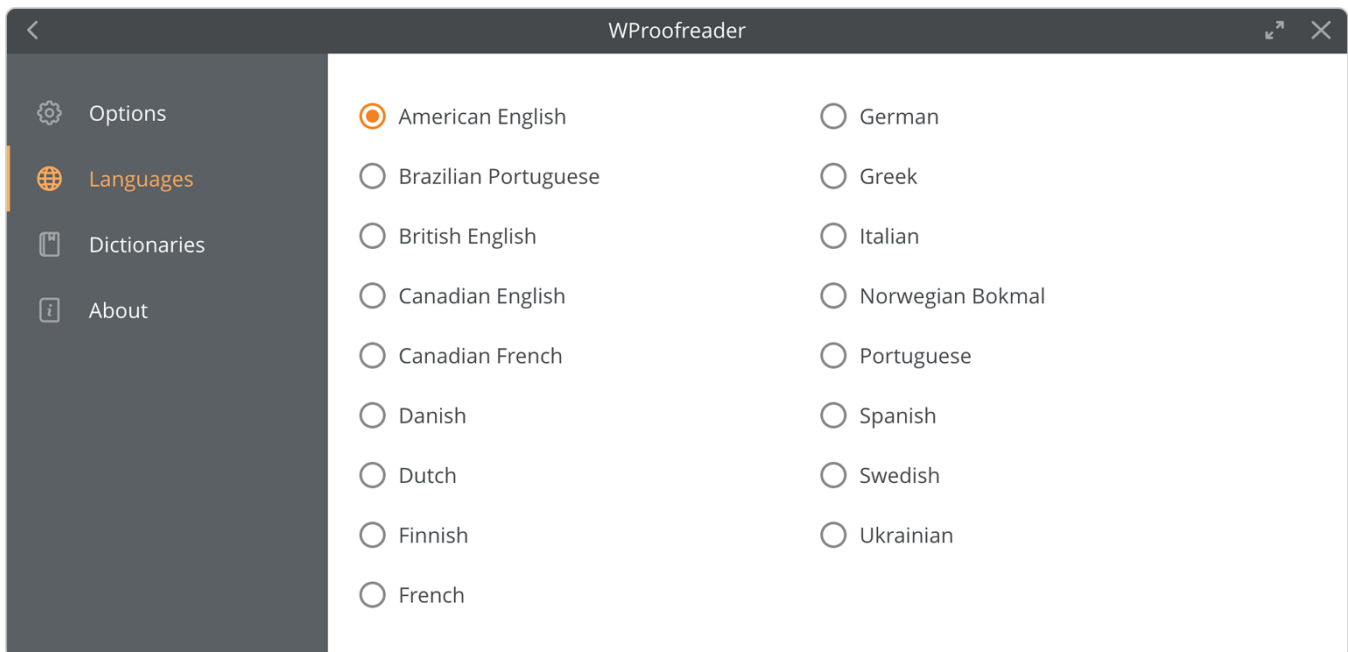 WProofreader
Options
Languages
Dictionaries
About
American English
Brazilian Portuguese
British English
Canadian English
Canadian French
Danish
Dutch
Finnish
French
German
Greek
Italian
Norwegian Bokmal
Portuguese
Spanish
Swedish
Ukrainian